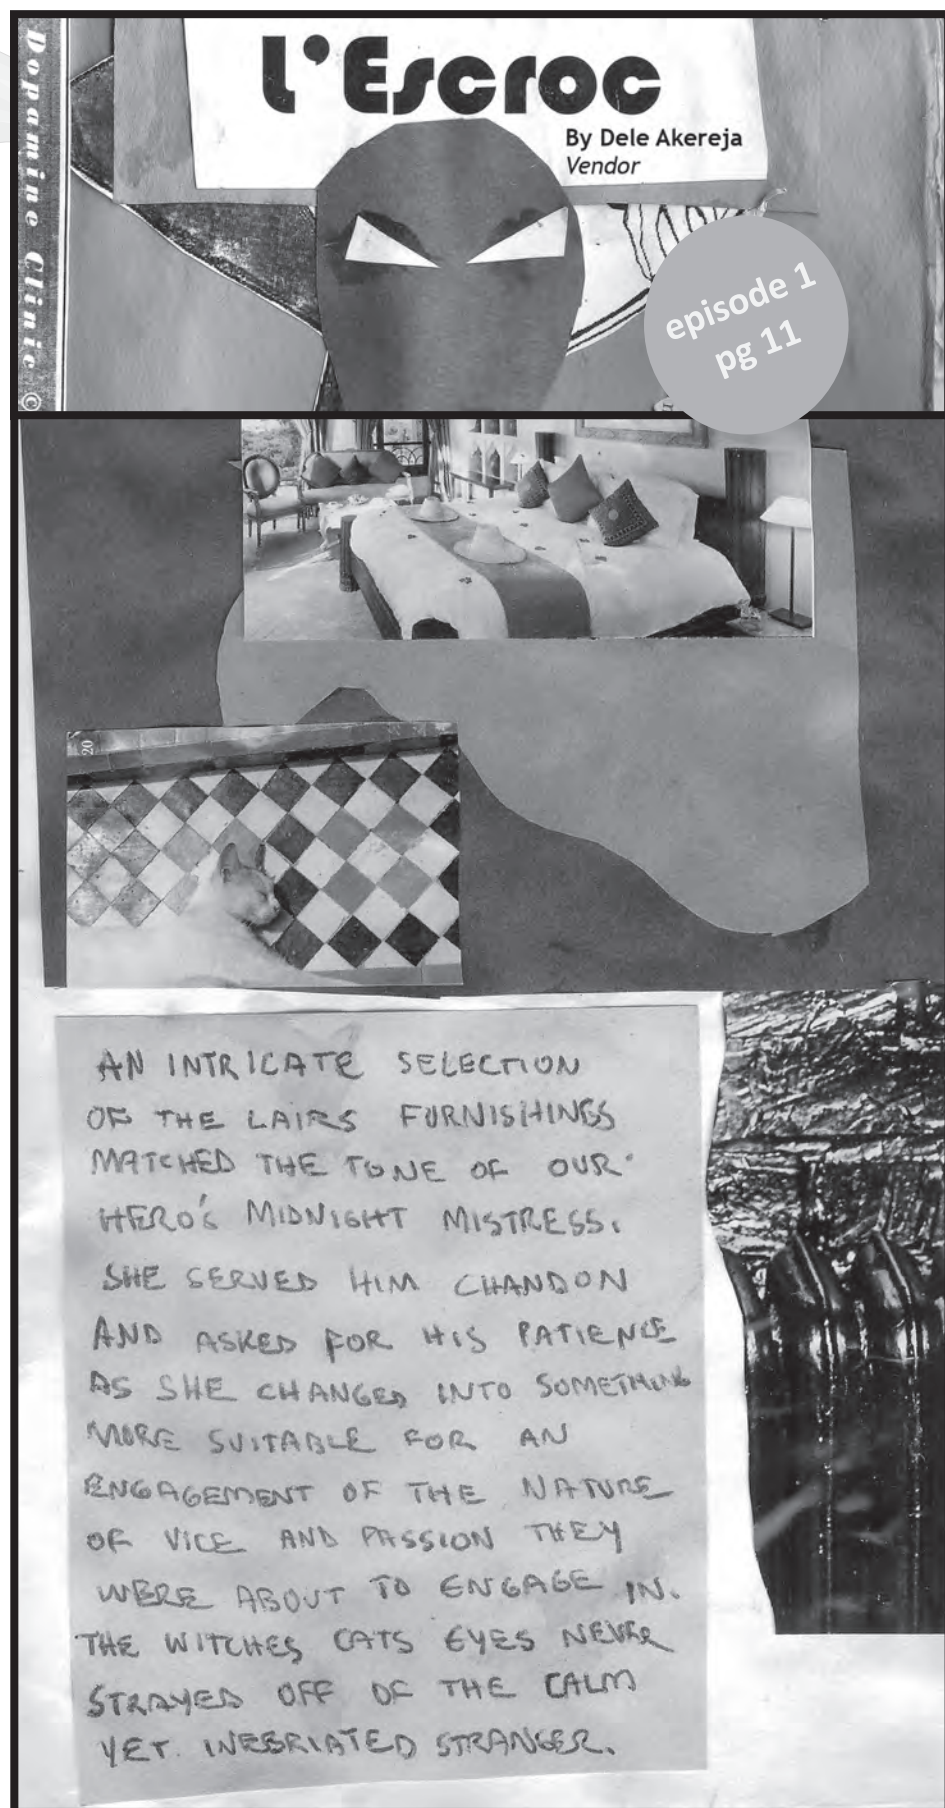 Dopamine Clinic ©
L'Escroc
By Dele Akereja
Vendor
episode 1
pg 11
20
AN INTRICATE SELECTION
OF THE LAIRS FURNISHINGS
MATCHED THE TONE OF OUR
HERO'S MIDNIGHT MISTRESS.
SHE SERVED HIM CHANDON
AND ASKED FOR HIS PATIENCE
AS SHE CHANGED INTO SOMETHING
MORE SUITABLE FOR AN
ENGAGEMENT OF THE NATURE
OF VICE AND PASSION THEY
WERE ABOUT TO ENGAGE IN.
THE WITCHES CATS EYES NEVER
STRAYED OFF OF THE CALM
YET INEBRIATED STRANGER.